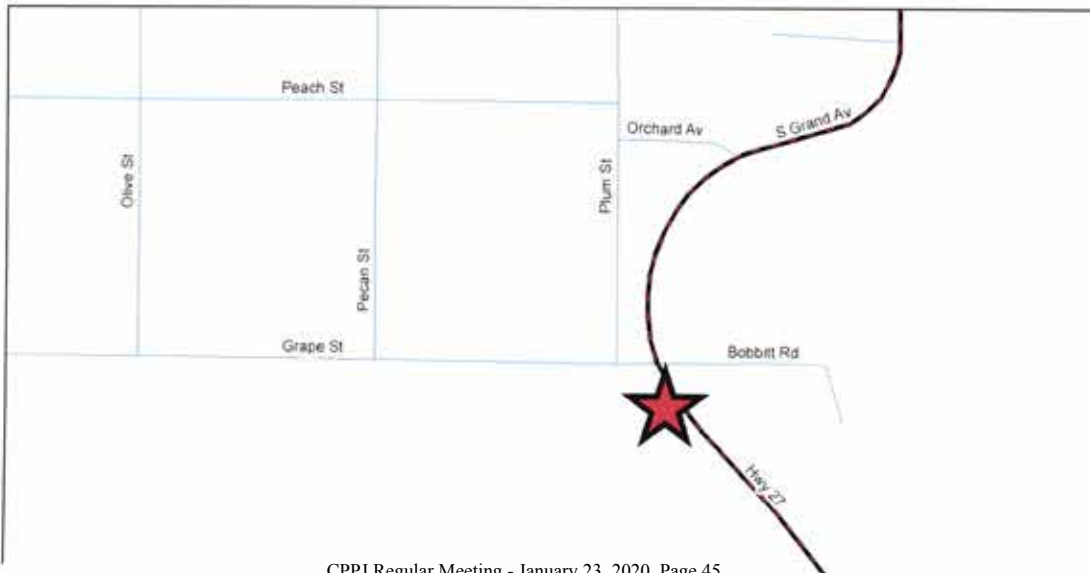 Peach St
Orchard Av
S Grand Av
Olive St
Plum St
Pecan St
Grape St
Bobbitt Rd
Hwy 27
CPPJ Regular Meeting - January 23, 2020 Page 45